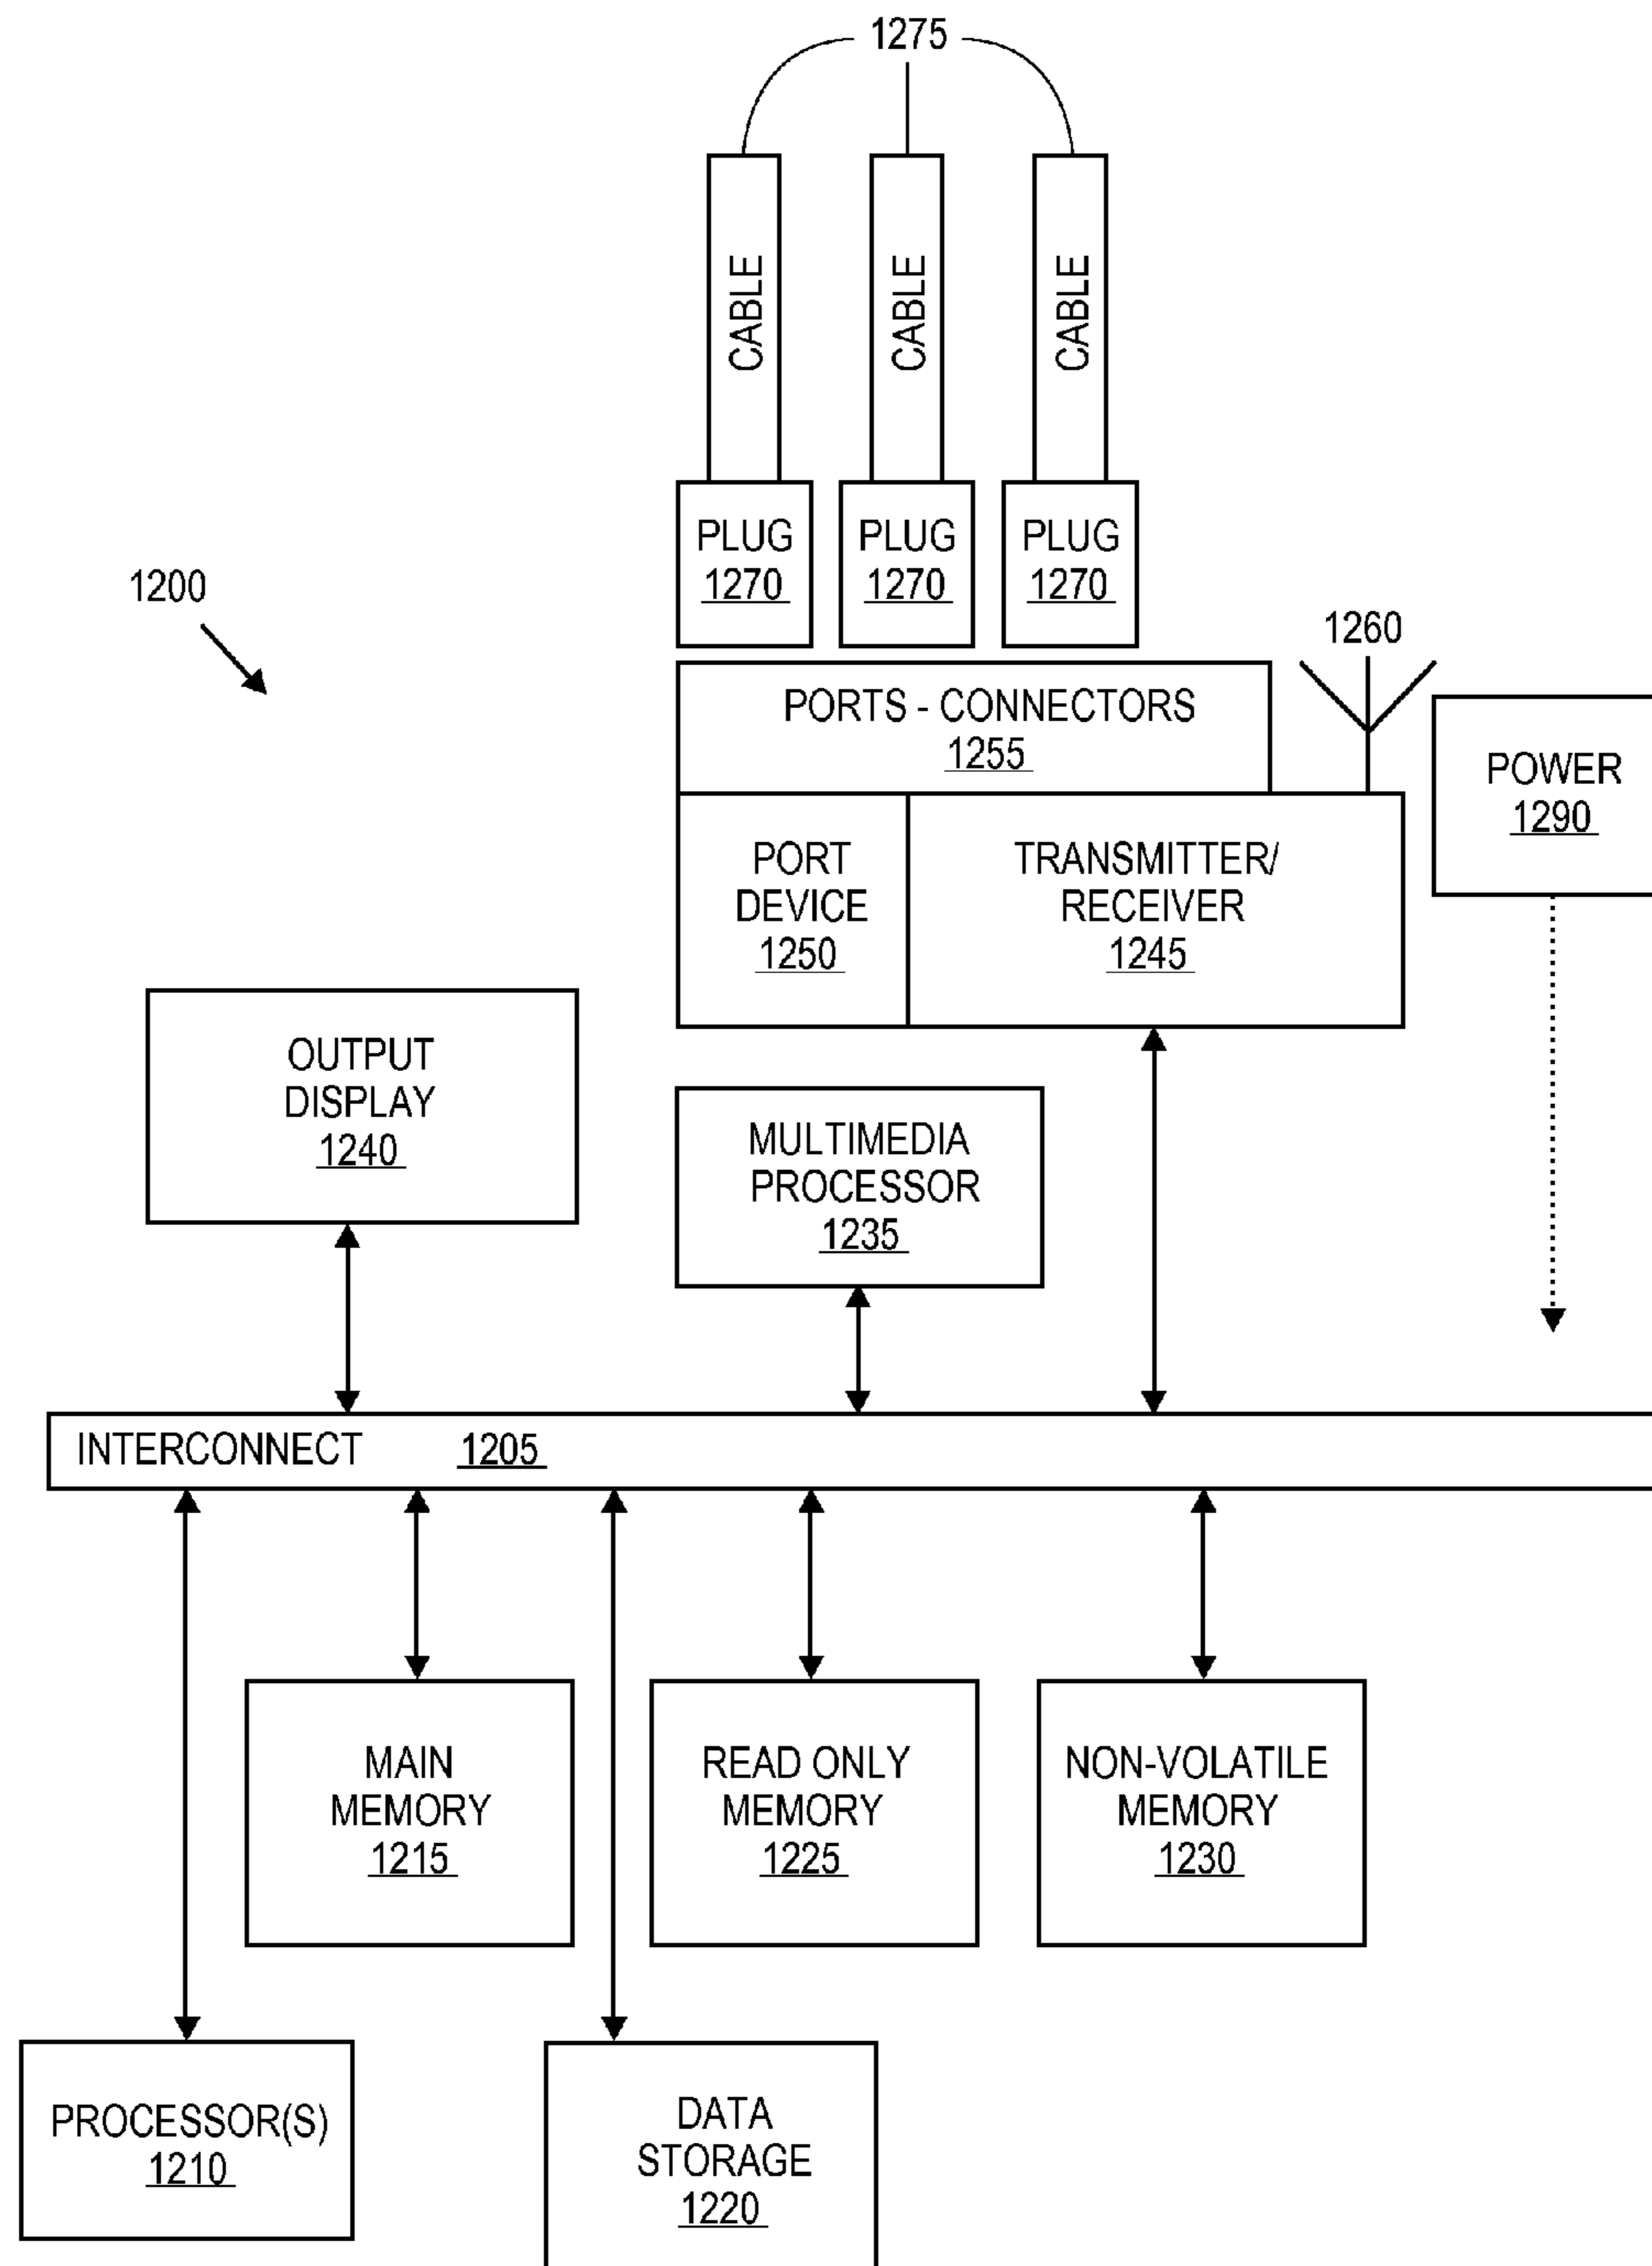 1275
CABLE
CABLE
CABLE
PLUG
1270
PLUG
1270
PLUG
1270
1200
1260
PORTS - CONNECTORS
1255
POWER
1290
PORT
DEVICE
1250
TRANSMITTER/
RECEIVER
1245
OUTPUT
DISPLAY
1240
MULTIMEDIA
PROCESSOR
1235
INTERCONNECT 1205
MAIN
MEMORY
1215
READ ONLY
MEMORY
1225
NON-VOLATILE
MEMORY
1230
PROCESSOR(S)
1210
DATA
STORAGE
1220